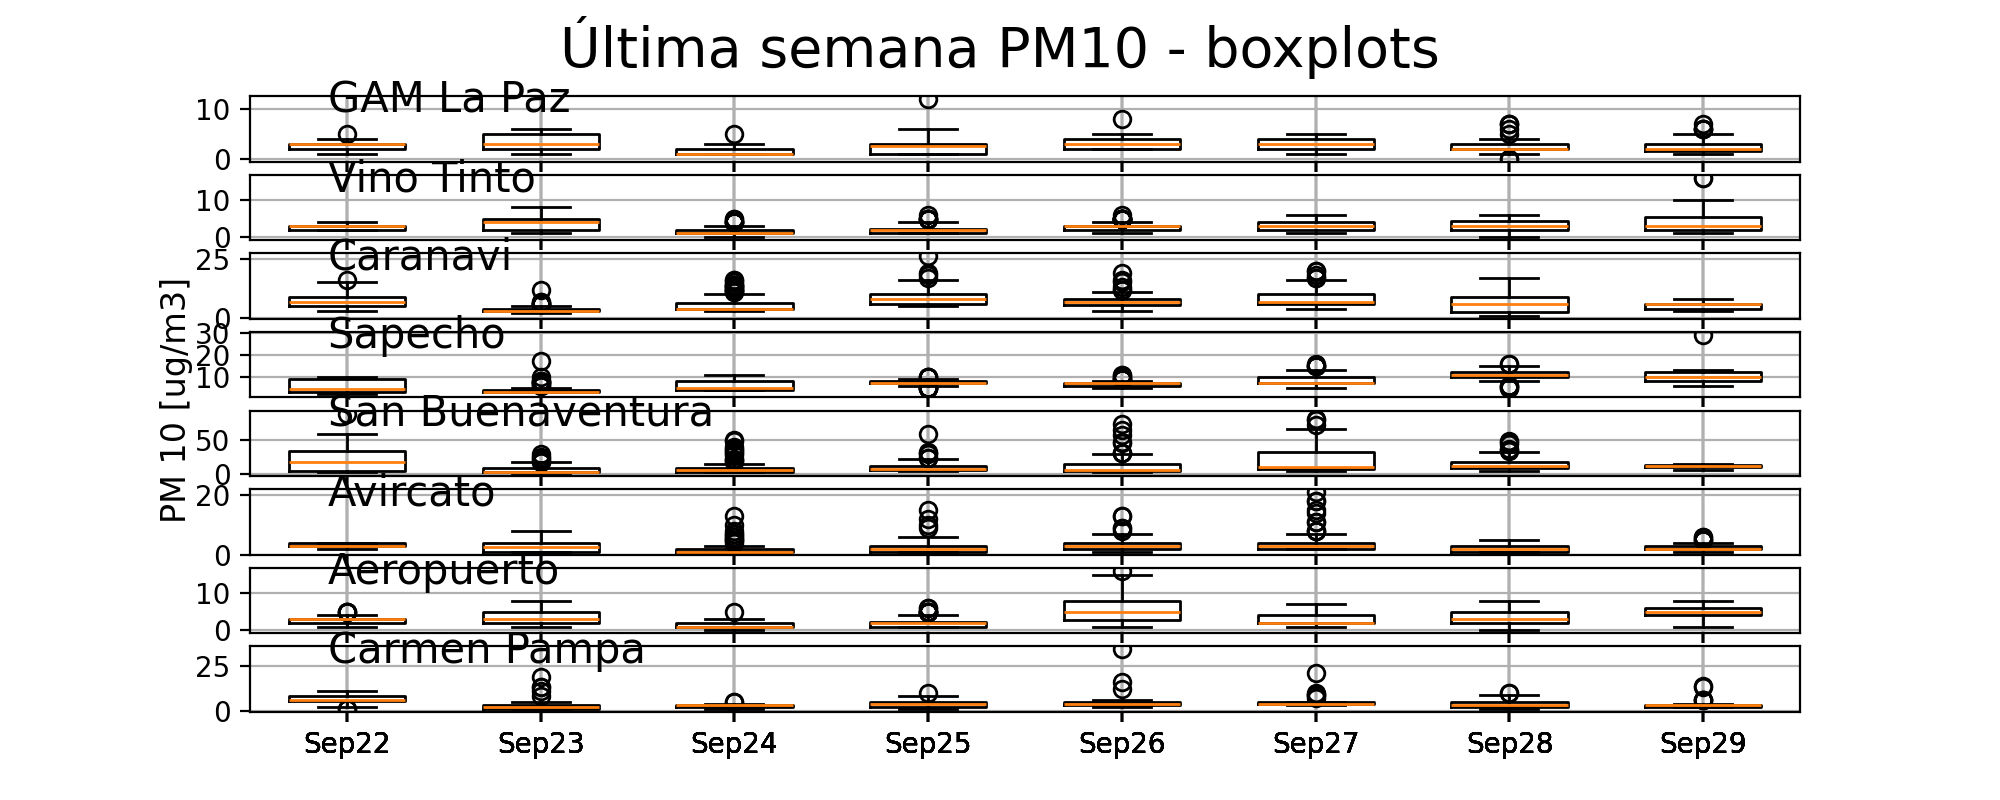 Última semana PM10 - boxplots
GAM La Paz
10
0
Vino Tinto
10
0
Caranavi
25
0
Sapecho
30
20
10
San Buenaventura
50
0
Avircato
20
0
Aeropuerto
10
0
Carmen Pampa
25
0
PM 10 [ug/m3]
Sep22 Sep23 Sep24 Sep25 Sep26 Sep27 Sep28 Sep29